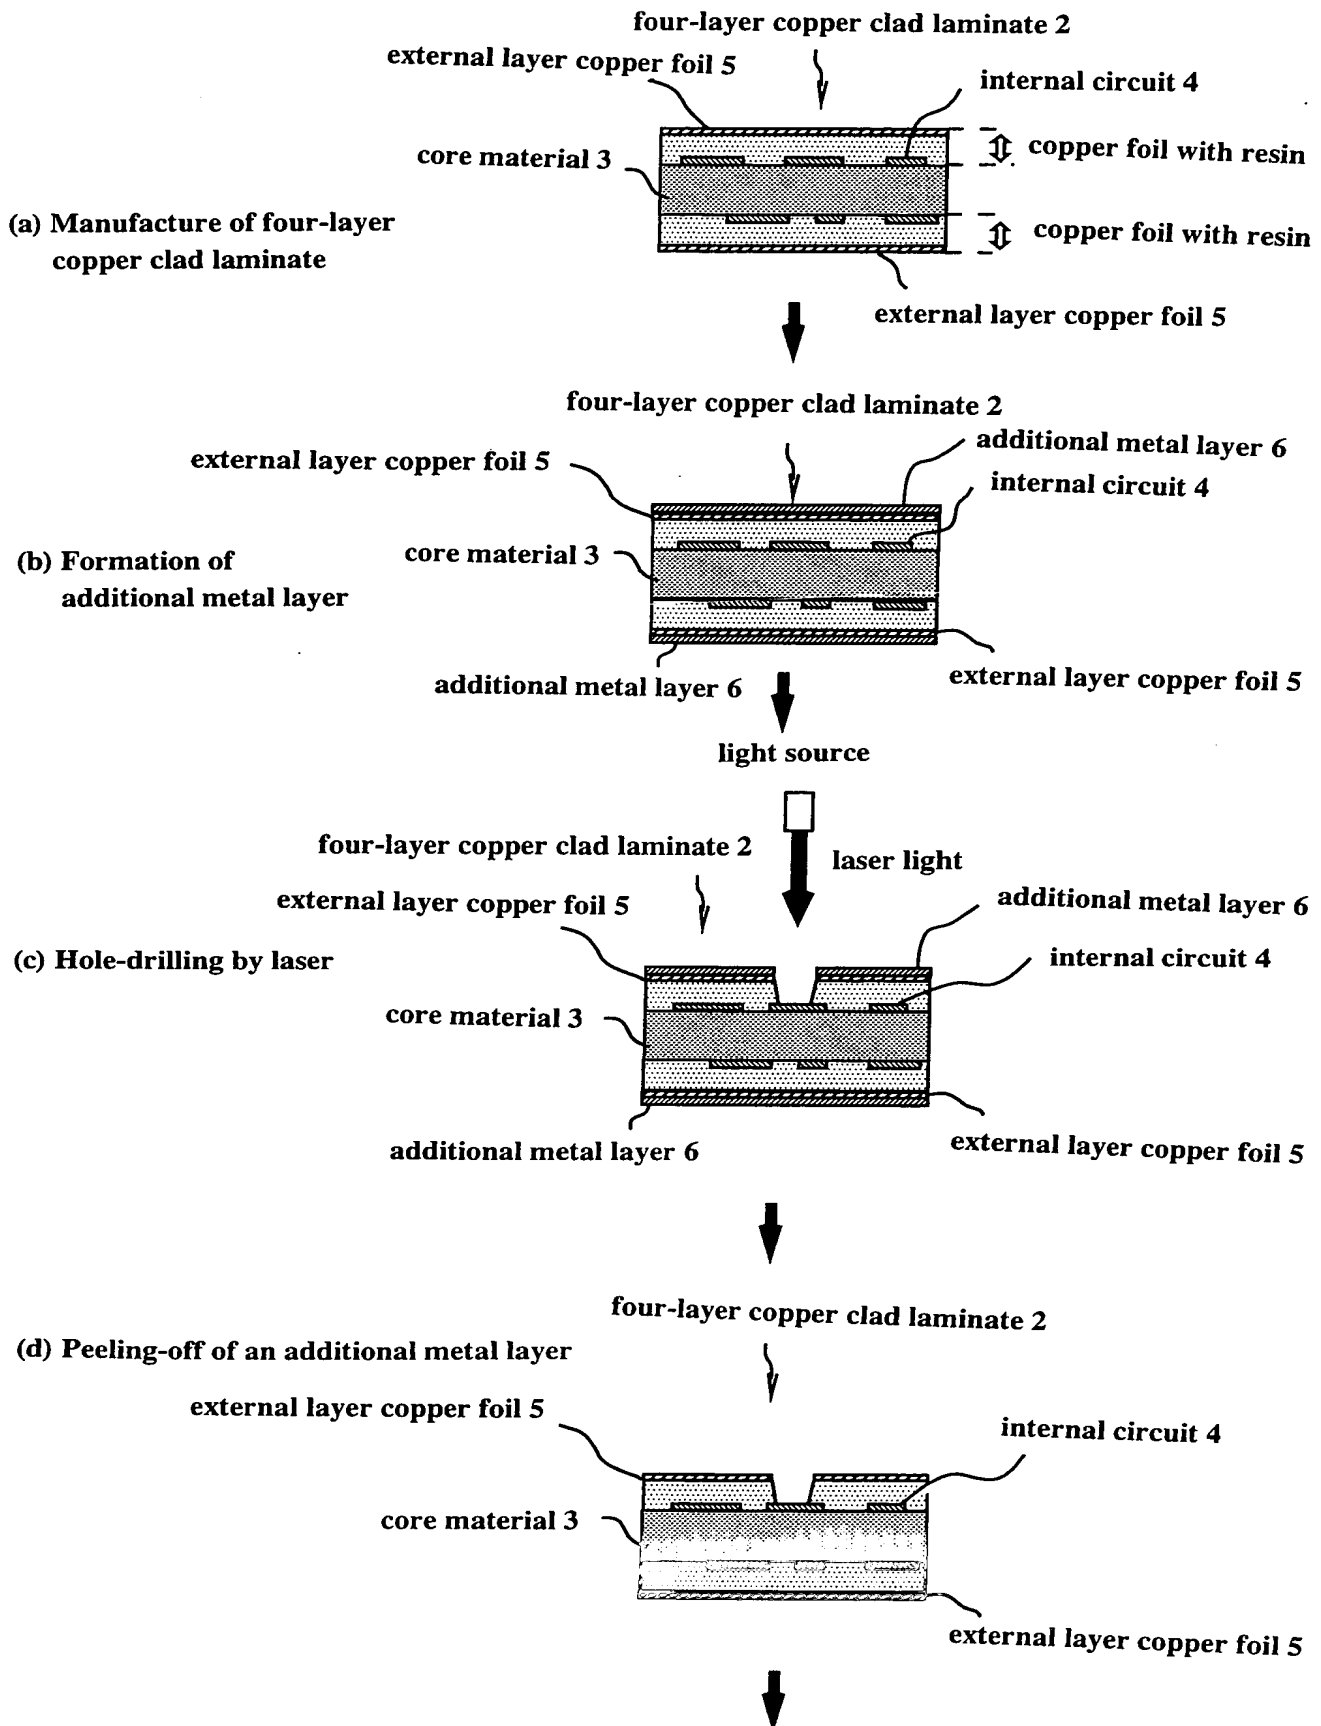 four-layer copper clad laminate 2
external layer copper foil 5
internal circuit 4
core material 3
copper foil with resin
(a) Manufacture of four-layer
copper clad laminate
copper foil with resin
external layer copper foil 5
four-layer copper clad laminate 2
additional metal layer 6
external layer copper foil 5
internal circuit 4
core material 3
(b) Formation of
additional metal layer
additional metal layer 6
external layer copper foil 5
light source
four-layer copper clad laminate 2
laser light
external layer copper foil 5
additional metal layer 6
(c) Hole-drilling by laser
internal circuit 4
core material 3
additional metal layer 6
external layer copper foil 5
four-layer copper clad laminate 2
(d) Peeling-off of an additional metal layer
external layer copper foil 5
internal circuit 4
core material 3
external layer copper foil 5